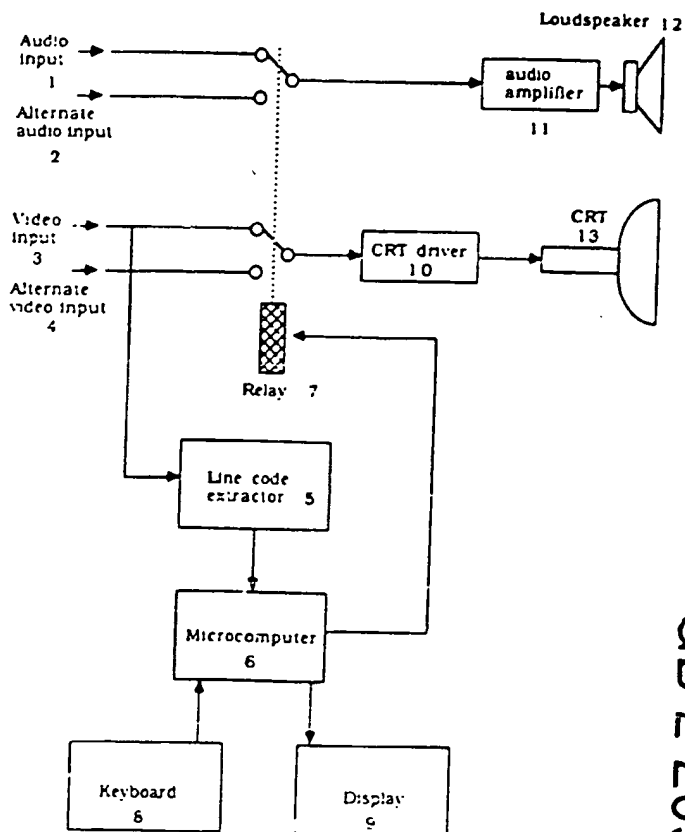 Loudspeaker 12
Audio
input
1
Alternate
audio input
2
audio
amplifier
11
Video
input
3
Alternate
video input
4
CRT
13
CRT driver
10
Relay 7
Line code
extractor 5
Microcomputer
6
Keyboard
8
Display
9